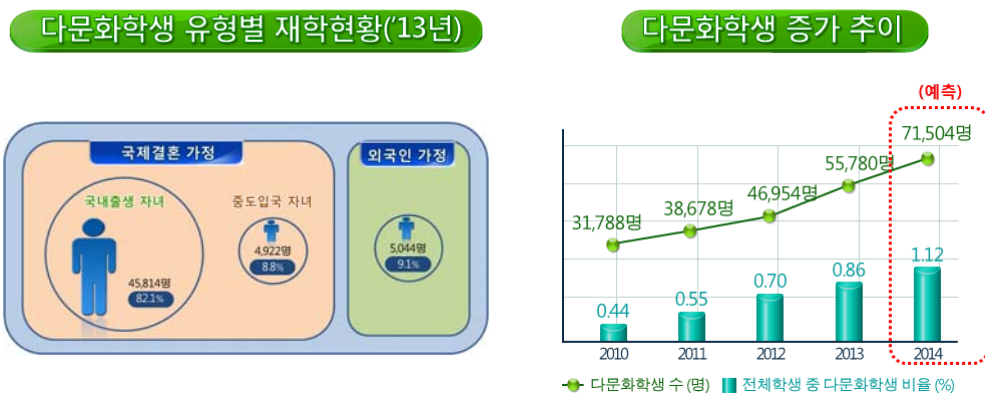 다문화학생 유형별 재학현황('13년)
국제결혼 가정
국내출생 자녀
45,814명
82.1%
중도입국 자녀
4,922명
8.8%
외국인 가정
5,044명
9.1%
다문화학생 증가 추이
(예측)
31,788명
38,678명
46,954명
55,780명
71,504명
0.44
0.55
0.70
0.86
1.12
2010
2011
2012
2013
2014
다문화학생 수 (명)
전체학생 중 다문화학생 비율 (%)